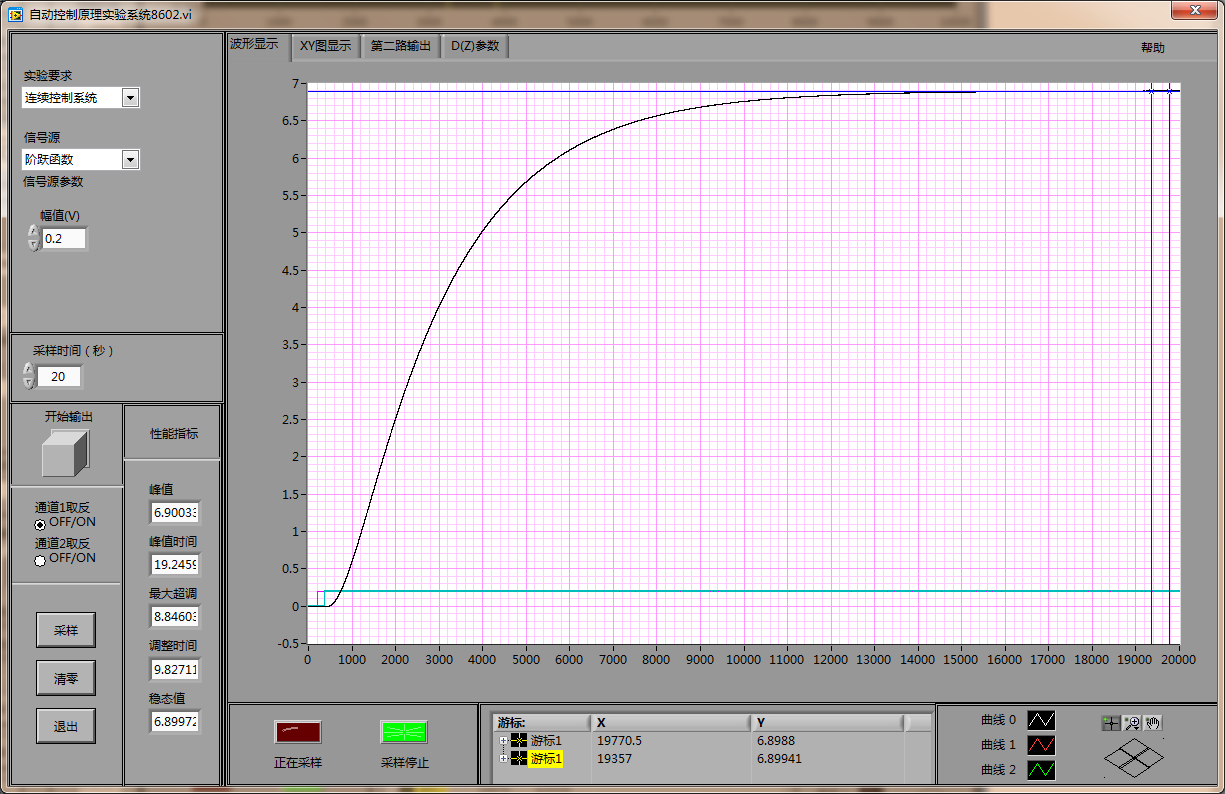 自动控制原理实验系统8602.vi
波形显示
XY图显示
第二路输出
D(Z)参数
帮助
实验要求
连续控制系统
信号源
阶跃函数
信号源参数
幅值(V)
0.2
采样时间（秒）
20
开始输出
通道1取反
OFF/ON
通道2取反
OFF/ON
采样
清零
退出
性能指标
峰值
6.90033
峰值时间
19.2459
最大超调
8.84603
调整时间
9.82711
稳态值
6.89972
7
6.5
6
5.5
5
4.5
4
3.5
3
2.5
2
1.5
1
0.5
0
-0.5
0 1000 2000 3000 4000 5000 6000 7000 8000 9000 10000 11000 12000 13000 14000 15000 16000 17000 18000 19000 20000
正在采样
采样停止
游标: X Y
游标1 19770.5 6.8988
游标1 19357 6.89941
曲线 0
曲线 1
曲线 2